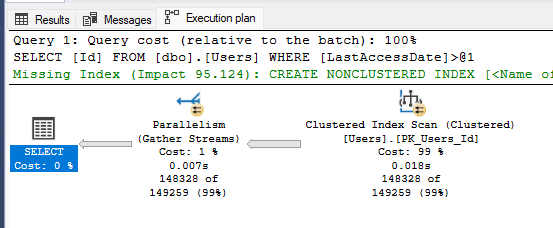 Results Messages Execution plan
Query 1: Query cost (relative to the batch): 100%
SELECT [Id] FROM [dbo].[Users] WHERE [LastAccessDate]>@1
Missing Index (Impact 95.124): CREATE NONCLUSTERED INDEX [<Name of
SELECT
Cost: 0 %
Parallelism
(Gather Streams)
Cost: 1 %
0.007s
148328 of
149259 (99%)
Clustered Index Scan (Clustered)
[Users].[PK_Users_Id]
Cost: 99 %
0.018s
148328 of
149259 (99%)